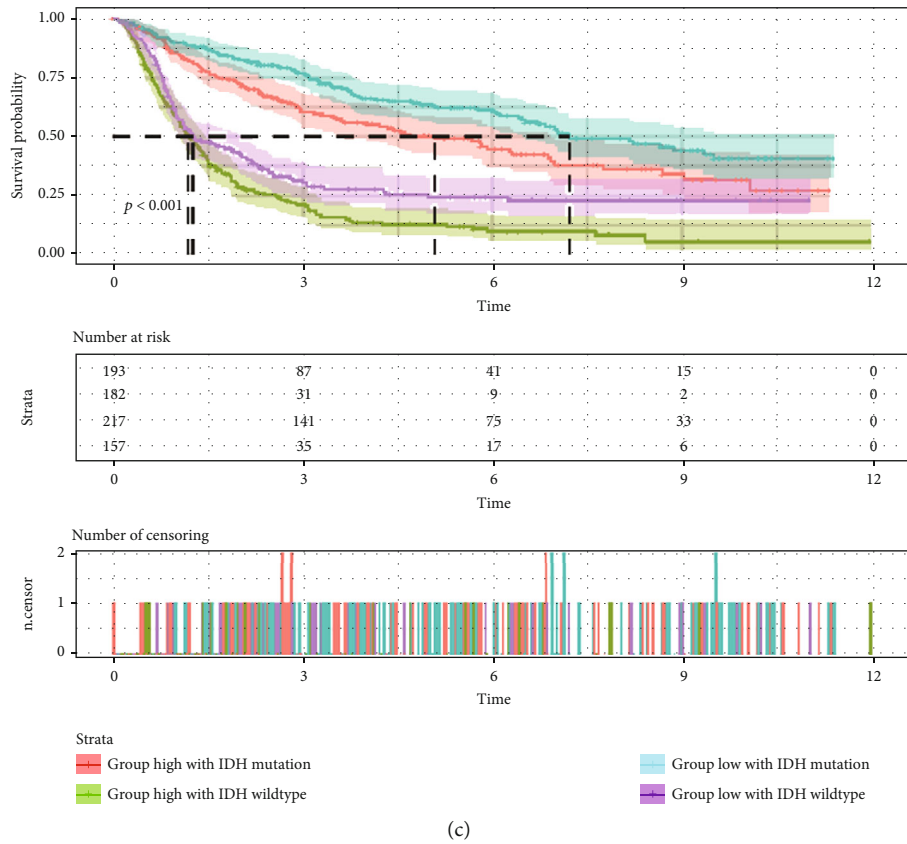 1.00
0.75
0.50
0.25
0.00
Survival probability
p < 0.001
0 3 6 9 12
Time
Number at risk
Strata
193 87 41 15 0
182 31 9 2 0
217 141 75 33 0
157 35 17 6 0
0 3 6 9 12
Time
Number of censoring
n.censor
2
1
0
0 3 6 9 12
Time
Strata
Group high with IDH mutation
Group low with IDH mutation
Group high with IDH wildtype
Group low with IDH wildtype
(c)